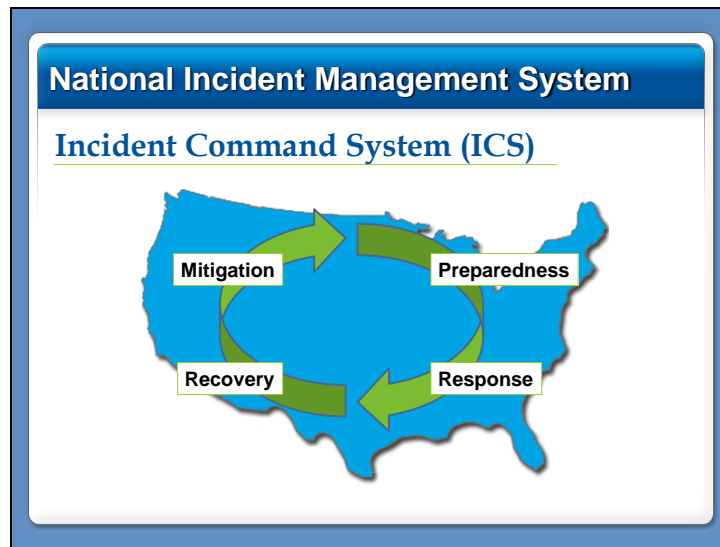 National Incident Management System
Incident Command System (ICS)
Mitigation
Preparedness
Recovery
Response